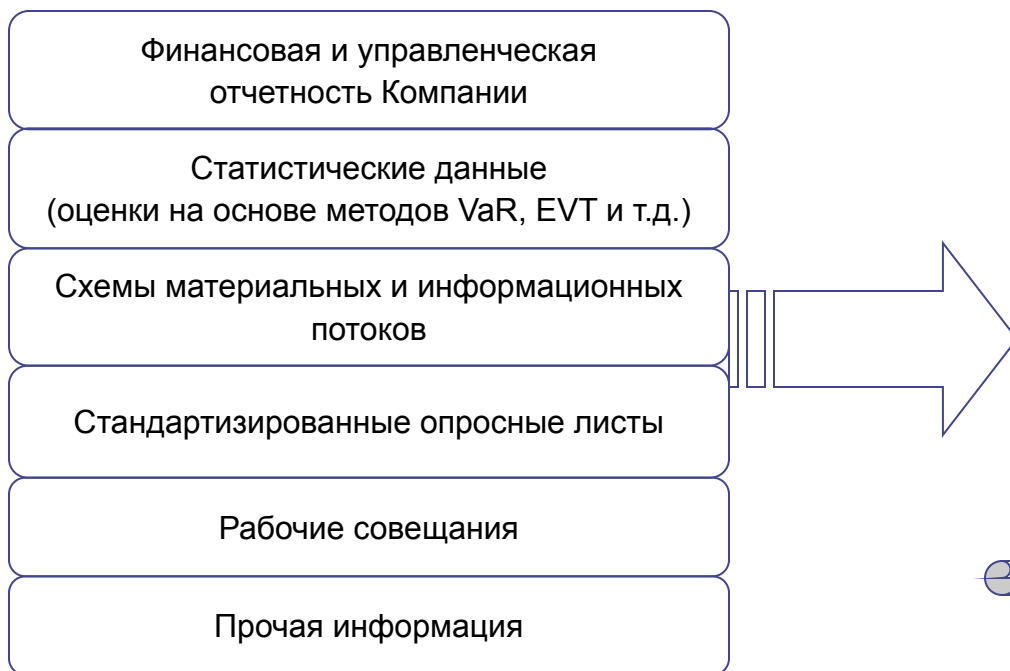 Финансовая и управленческая
отчетность Компании
Статистические данные
(оценки на основе методов VaR, EVT и т.д.)
Схемы материальных и информационных
потоков
Стандартизированные опросные листы
Рабочие совещания
Прочая информация